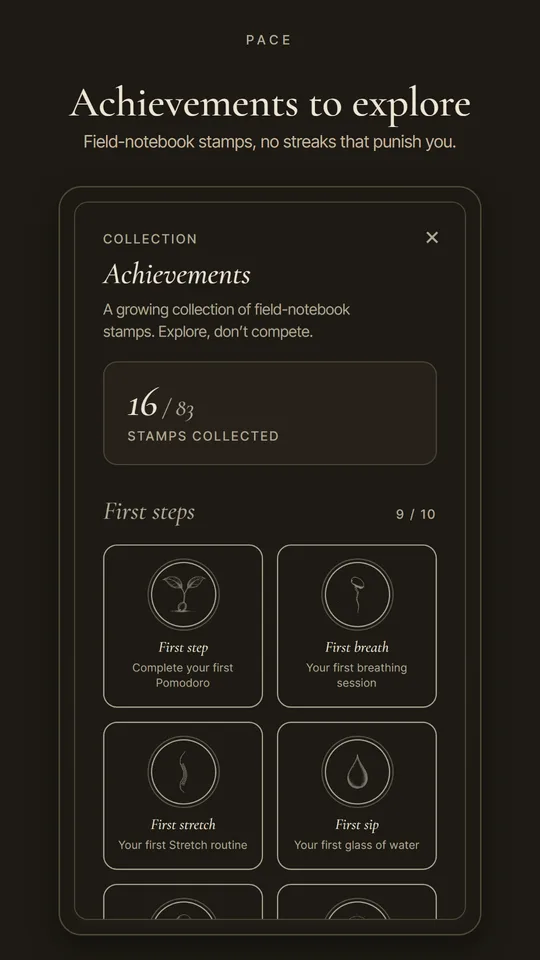 PACE
Achievements to explore
Field-notebook stamps, no streaks that punish you.
COLLECTION
Achievements
A growing collection of field-notebook
stamps. Explore, don’t compete.
16 / 83
STAMPS COLLECTED
First steps
9 / 10
First step
Complete your first
Pomodoro
First breath
Your first breathing
session
First stretch
Your first Stretch routine
First sip
Your first glass of water